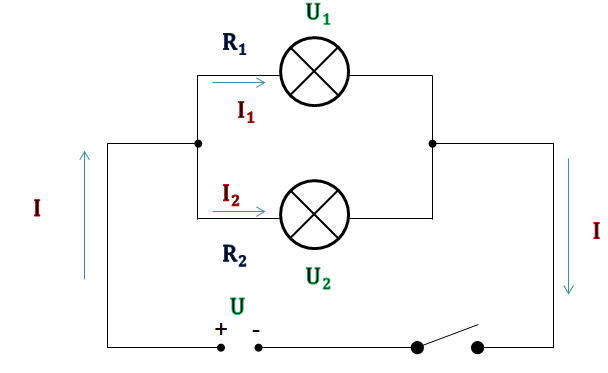 U₁
R₁
I₁
I
I₂
I
R₂
U₂
U
+ -